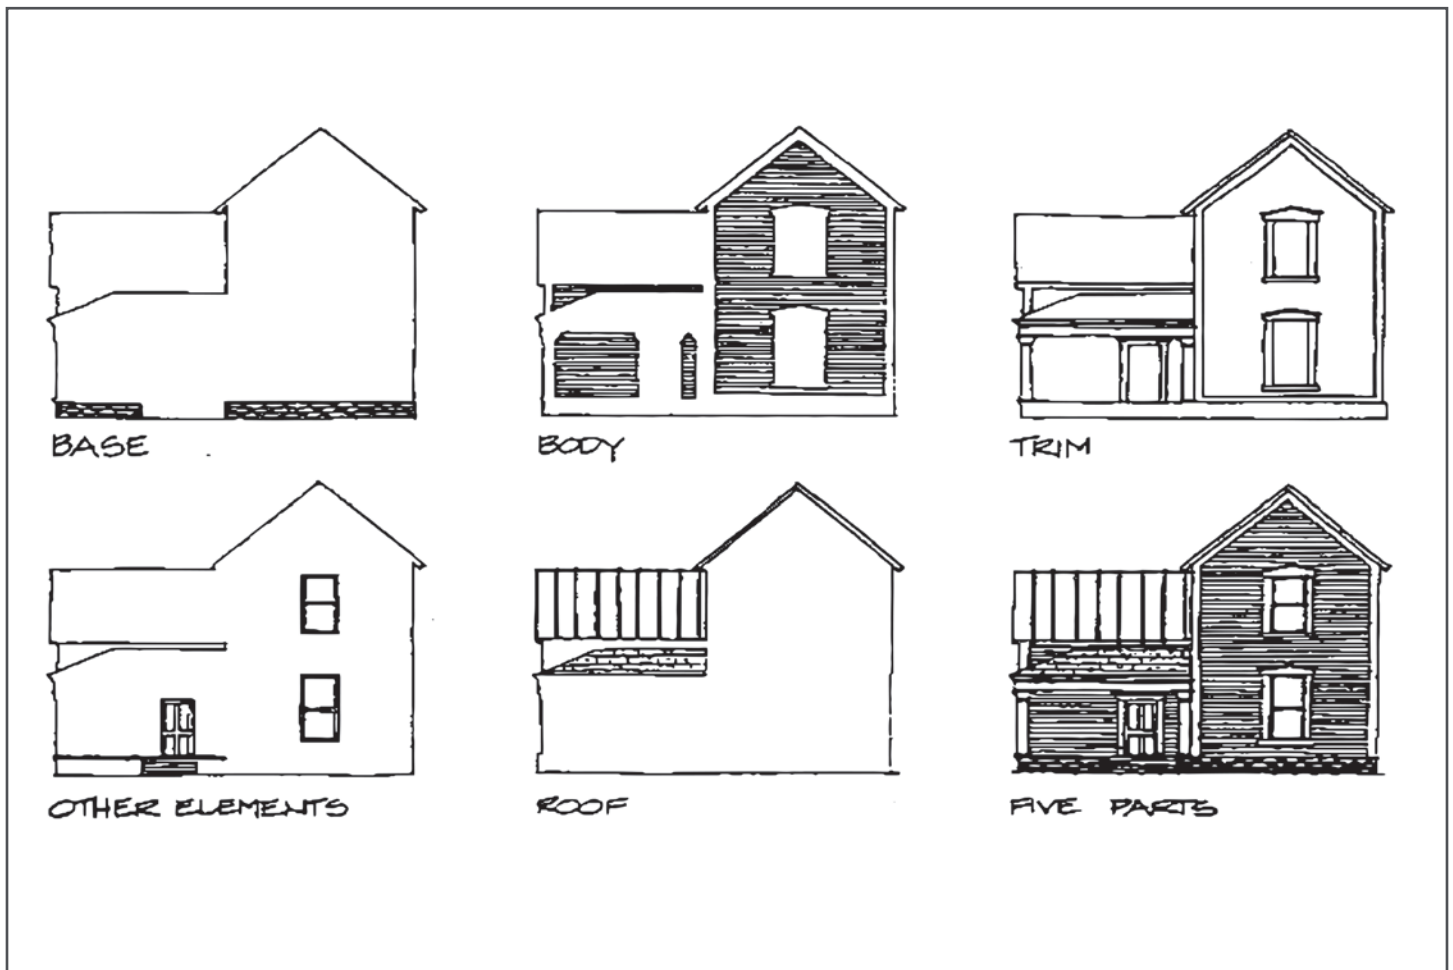 BASE
BODY
TRIM
OTHER ELEMENTS
ROOF
FIVE PARTS